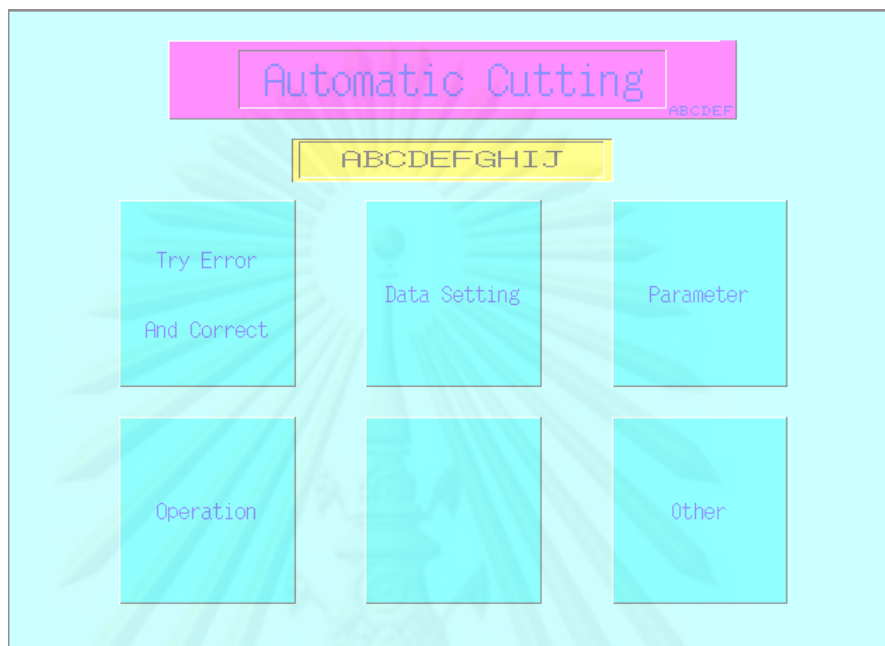 Automatic Cutting
ABCDEF
ABCDEFGHIJ
Try Error
And Correct
Data Setting
Parameter
Operation
Other